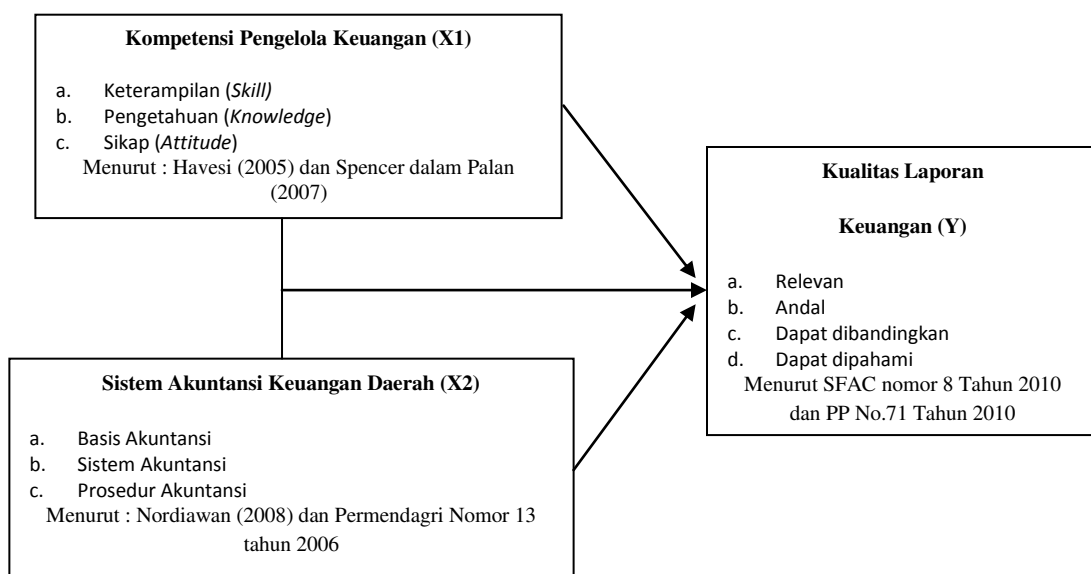 Kompetensi Pengelola Keuangan (X1)
a. Keterampilan (Skill)
b. Pengetahuan (Knowledge)
c. Sikap (Attitude)
Menurut : Havesi (2005) dan Spencer dalam Palan
(2007)
Kualitas Laporan
Keuangan (Y)
a. Relevan
b. Andal
c. Dapat dibandingkan
d. Dapat dipahami
Menurut SFAC nomor 8 Tahun 2010
dan PP No.71 Tahun 2010
Sistem Akuntansi Keuangan Daerah (X2)
a. Basis Akuntansi
b. Sistem Akuntansi
c. Prosedur Akuntansi
Menurut : Nordiawan (2008) dan Permendagri Nomor 13
tahun 2006